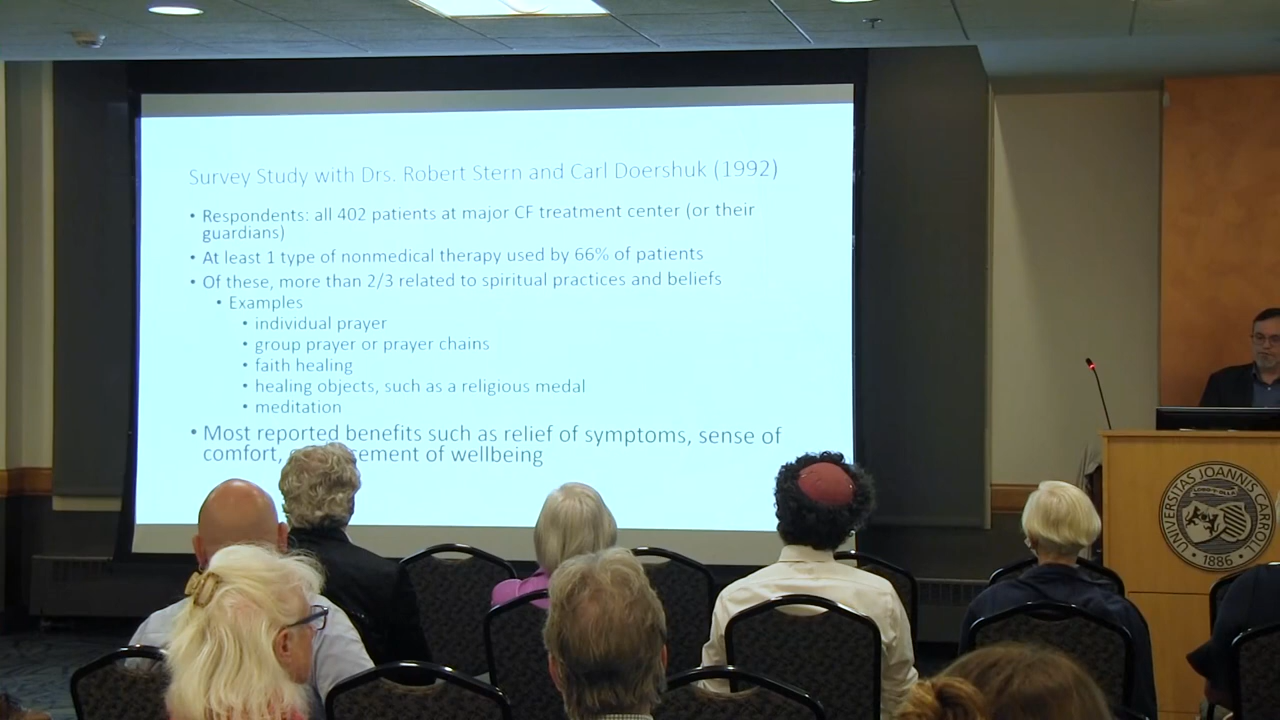 Survey Study with Drs. Robert Stern and Carl Doershuk (1992)
• Respondents: all 402 patients at major CF treatment center (or their
guardians)
• At least 1 type of nonmedical therapy used by 66% of patients
• Of these, more than 2/3 related to spiritual practices and beliefs
• Examples
• individual prayer
• group prayer or prayer chains
• faith healing
• healing objects, such as a religious medal
• meditation
• Most reported benefits such as relief of symptoms, sense of
comfort, of wellbeing
UNIVERSITAS JOANNIS CARROLL
• 1886 •